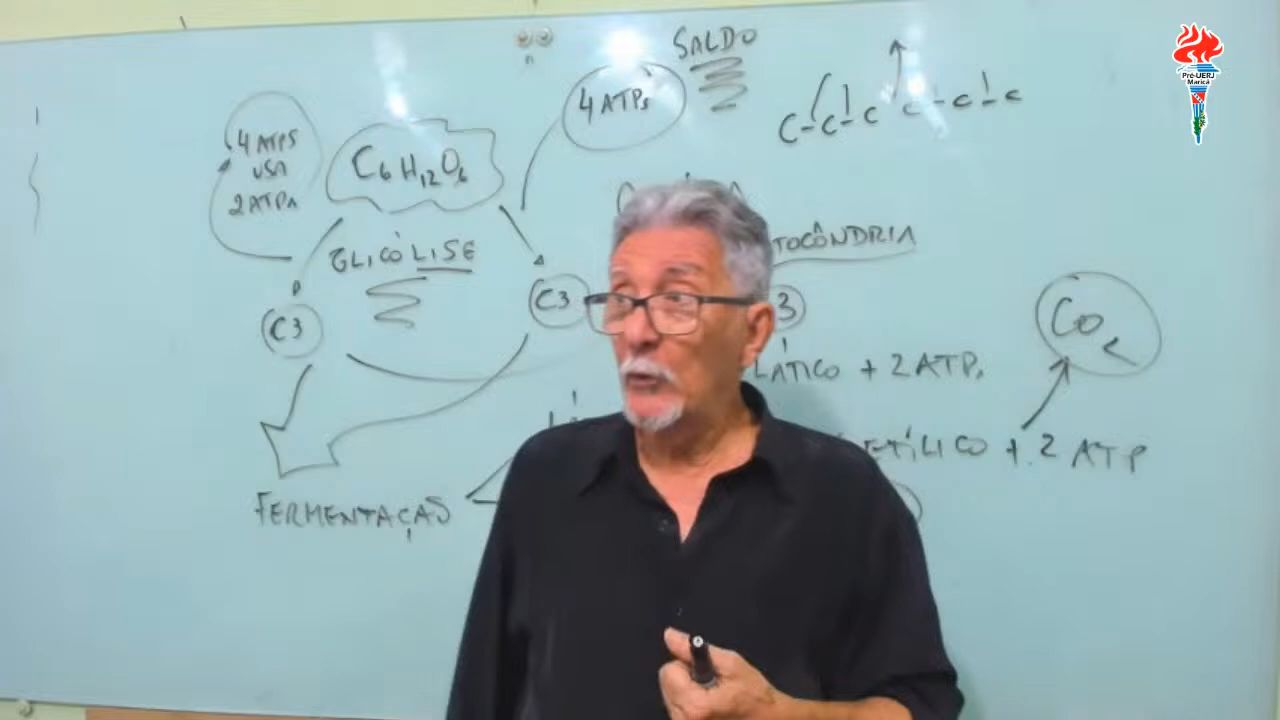 SALDO
4 ATPs
C-C-C C-C-C
4 ATPS
USA
2 ATPs
C6H12O6
GLICÓLISE
TOCÔNDRIA
C3
C3
3
CO2
LÁTICO + 2 ATPs
ETÍLICO + 2 ATP
FERMENTAÇÃO
Pré-UERJ
Maricá